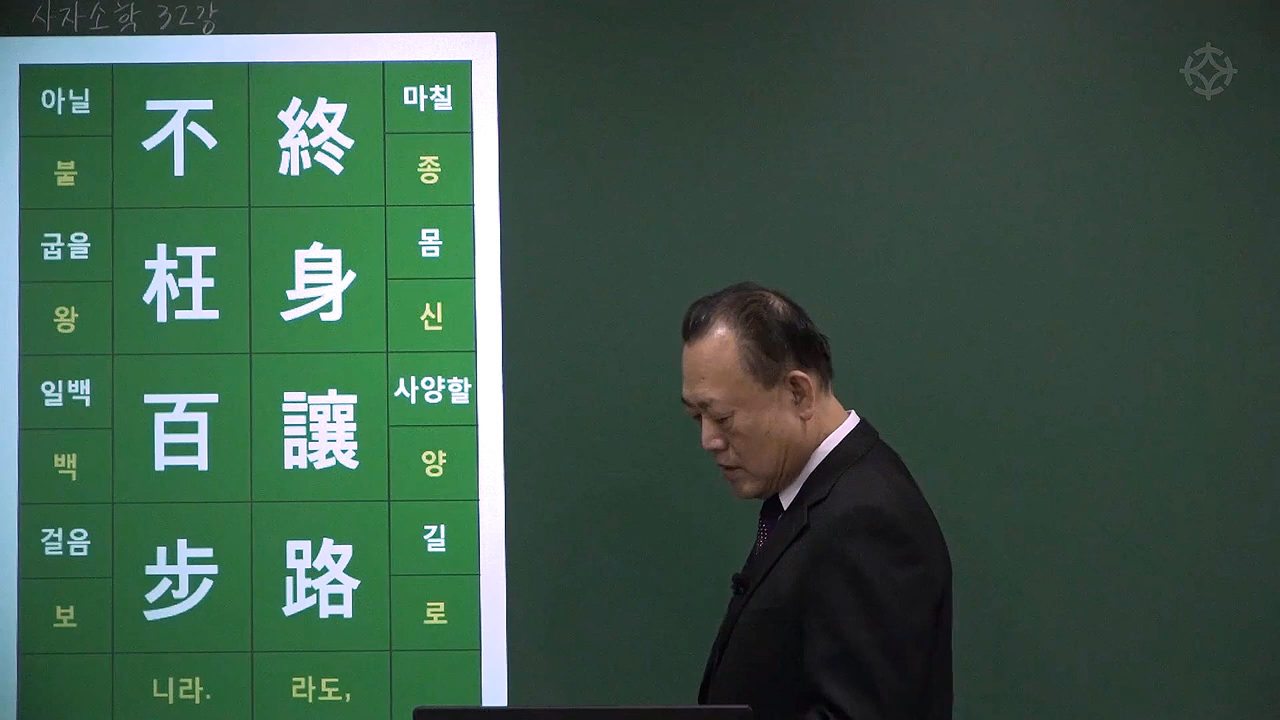 사자소학 32강
아닐 不 終 마칠
불 종
굽을 枉 身 몸
왕 신
일백 百 讓 사양할
백 양
걸음 步 路 길
보 로
니라. 라도,